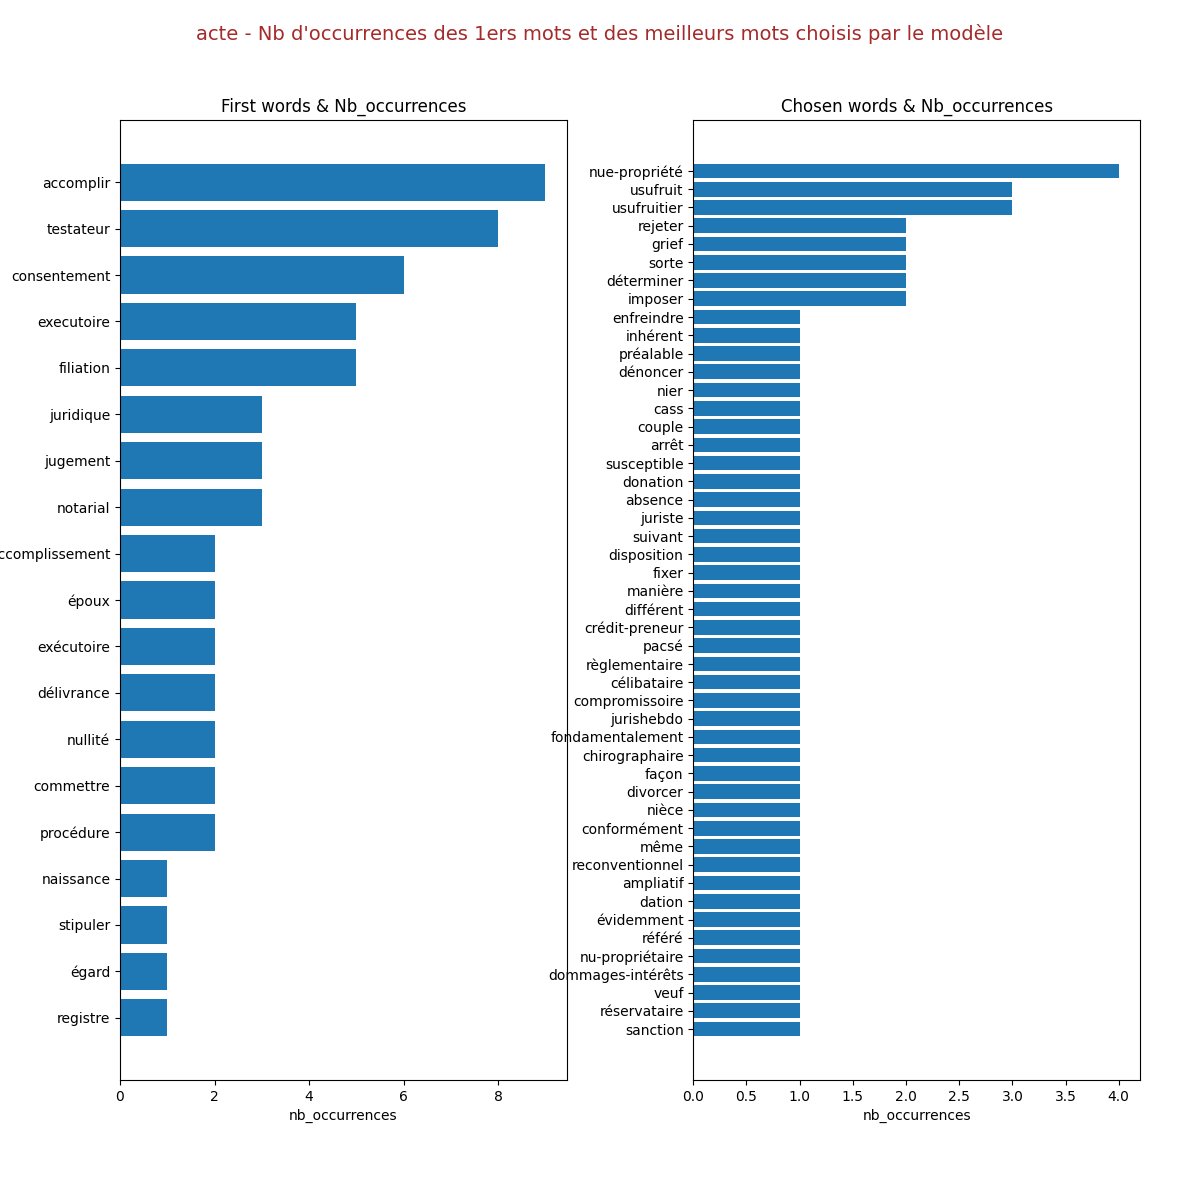 acte - Nb d'occurrences des 1ers mots et des meilleurs mots choisis par le modèle
First words & Nb_occurrences
accomplir
testateur
consentement
executoire
filiation
juridique
jugement
notarial
ccomplissement
époux
exécutoire
délivrance
nullité
commettre
procédure
naissance
stipuler
égard
registre
0 2 4 6 8
nb_occurrences
Chosen words & Nb_occurrences
nue-propriété
usufruit
usufruitier
rejeter
grief
sorte
déterminer
imposer
enfreindre
inhérent
préalable
dénoncer
nier
cass
couple
arrêt
susceptible
donation
absence
juriste
suivant
disposition
fixer
manière
différent
crédit-preneur
pacsé
règlementaire
célibataire
compromissoire
jurishebdo
fondamentalement
chirographaire
façon
divorcer
nièce
conformément
même
reconventionnel
ampliatif
dation
évidemment
référé
nu-propriétaire
dommages-intérêts
veuf
réservataire
sanction
0.0 0.5 1.0 1.5 2.0 2.5 3.0 3.5 4.0
nb_occurrences